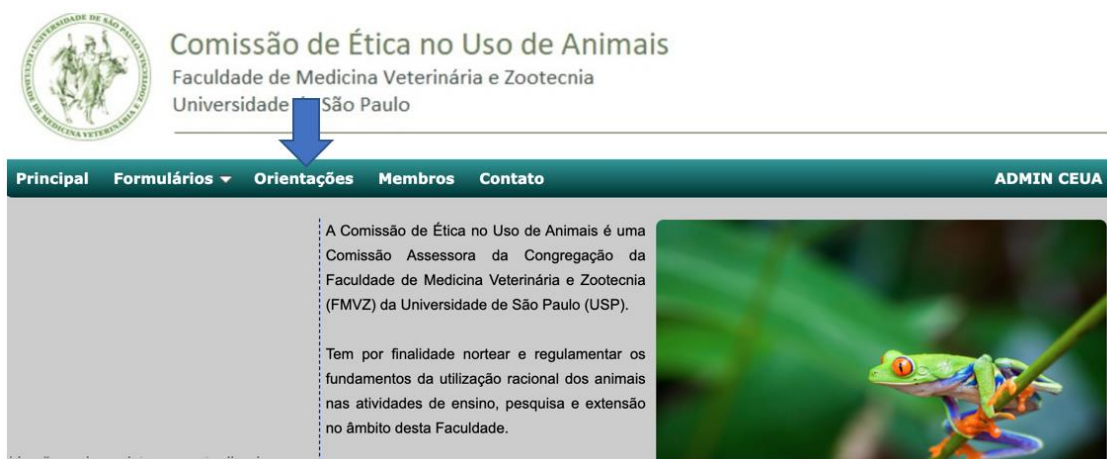 Comissão de Ética no Uso de Animais
Faculdade de Medicina Veterinária e Zootecnia
Universidade São Paulo
Principal Formulários Orientações Membros Contato ADMIN CEUA
A Comissão de Ética no Uso de Animais é uma
Comissão Assessora da Congregação da
Faculdade de Medicina Veterinária e Zootecnia
(FMVZ) da Universidade de São Paulo (USP).
Tem por finalidade nortear e regulamentar os
fundamentos da utilização racional dos animais
nas atividades de ensino, pesquisa e extensão
no âmbito desta Faculdade.